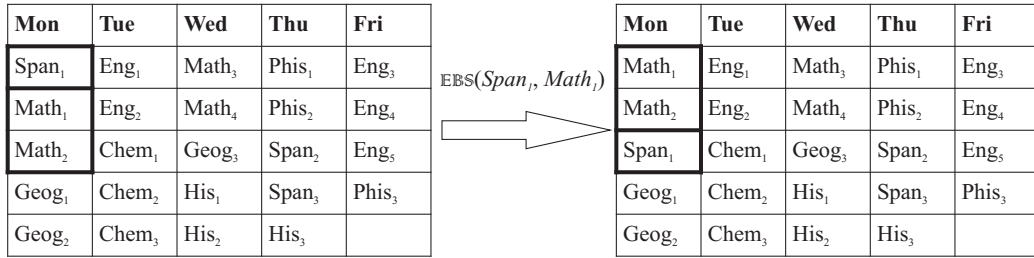 Mon Tue Wed Thu Fri
Span₁ Eng₁ Math₃ Phis₁ Eng₃
Math₁ Eng₂ Math₄ Phis₂ Eng₄
Math₂ Chem₁ Geog₃ Span₂ Eng₅
Geog₁ Chem₂ His₁ Span₃ Phis₃
Geog₂ Chem₃ His₂ His₃
𝔼𝔹𝕊(Span₁, Math₁)
Mon Tue Wed Thu Fri
Math₁ Eng₁ Math₃ Phis₁ Eng₃
Math₂ Eng₂ Math₄ Phis₂ Eng₄
Span₁ Chem₁ Geog₃ Span₂ Eng₅
Geog₁ Chem₂ His₁ Span₃ Phis₃
Geog₂ Chem₃ His₂ His₃